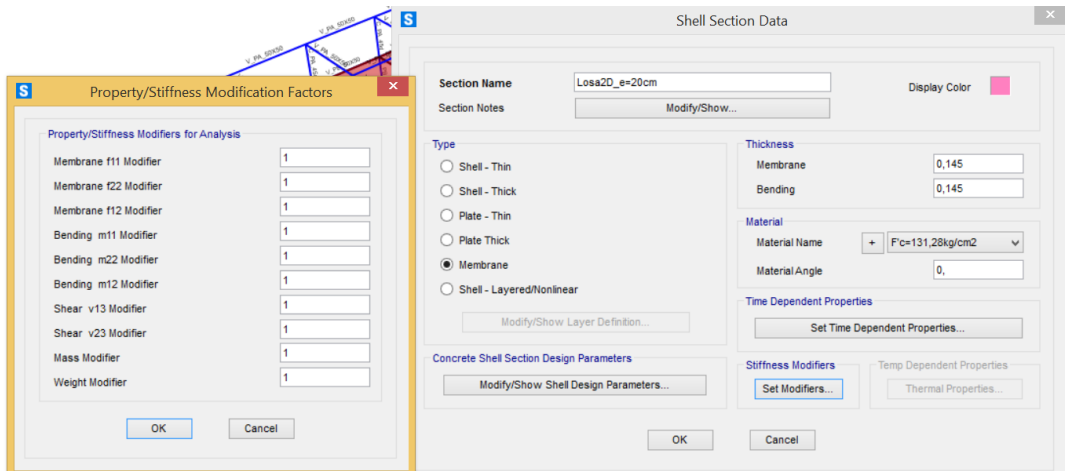 V_PA_50X50
V_PA_50X50
S
Shell Section Data
Section Name
Losa2D_e=20cm
Display Color
Section Notes
Modify/Show...
Type
Shell - Thin
Shell - Thick
Plate - Thin
Plate Thick
Membrane
Shell - Layered/Nonlinear
Modify/Show Layer Definition...
Thickness
Membrane
0,145
Bending
0,145
Material
Material Name
+
F'c=131,28kg/cm2
Material Angle
0,
Time Dependent Properties
Set Time Dependent Properties...
Concrete Shell Section Design Parameters
Modify/Show Shell Design Parameters...
Stiffness Modifiers
Set Modifiers...
Temp Dependent Properties
Thermal Properties...
OK
Cancel
S
Property/Stiffness Modification Factors
Property/Stiffness Modifiers for Analysis
Membrane f11 Modifier
1
Membrane f22 Modifier
1
Membrane f12 Modifier
1
Bending m11 Modifier
1
Bending m22 Modifier
1
Bending m12 Modifier
1
Shear v13 Modifier
1
Shear v23 Modifier
1
Mass Modifier
1
Weight Modifier
1
OK
Cancel